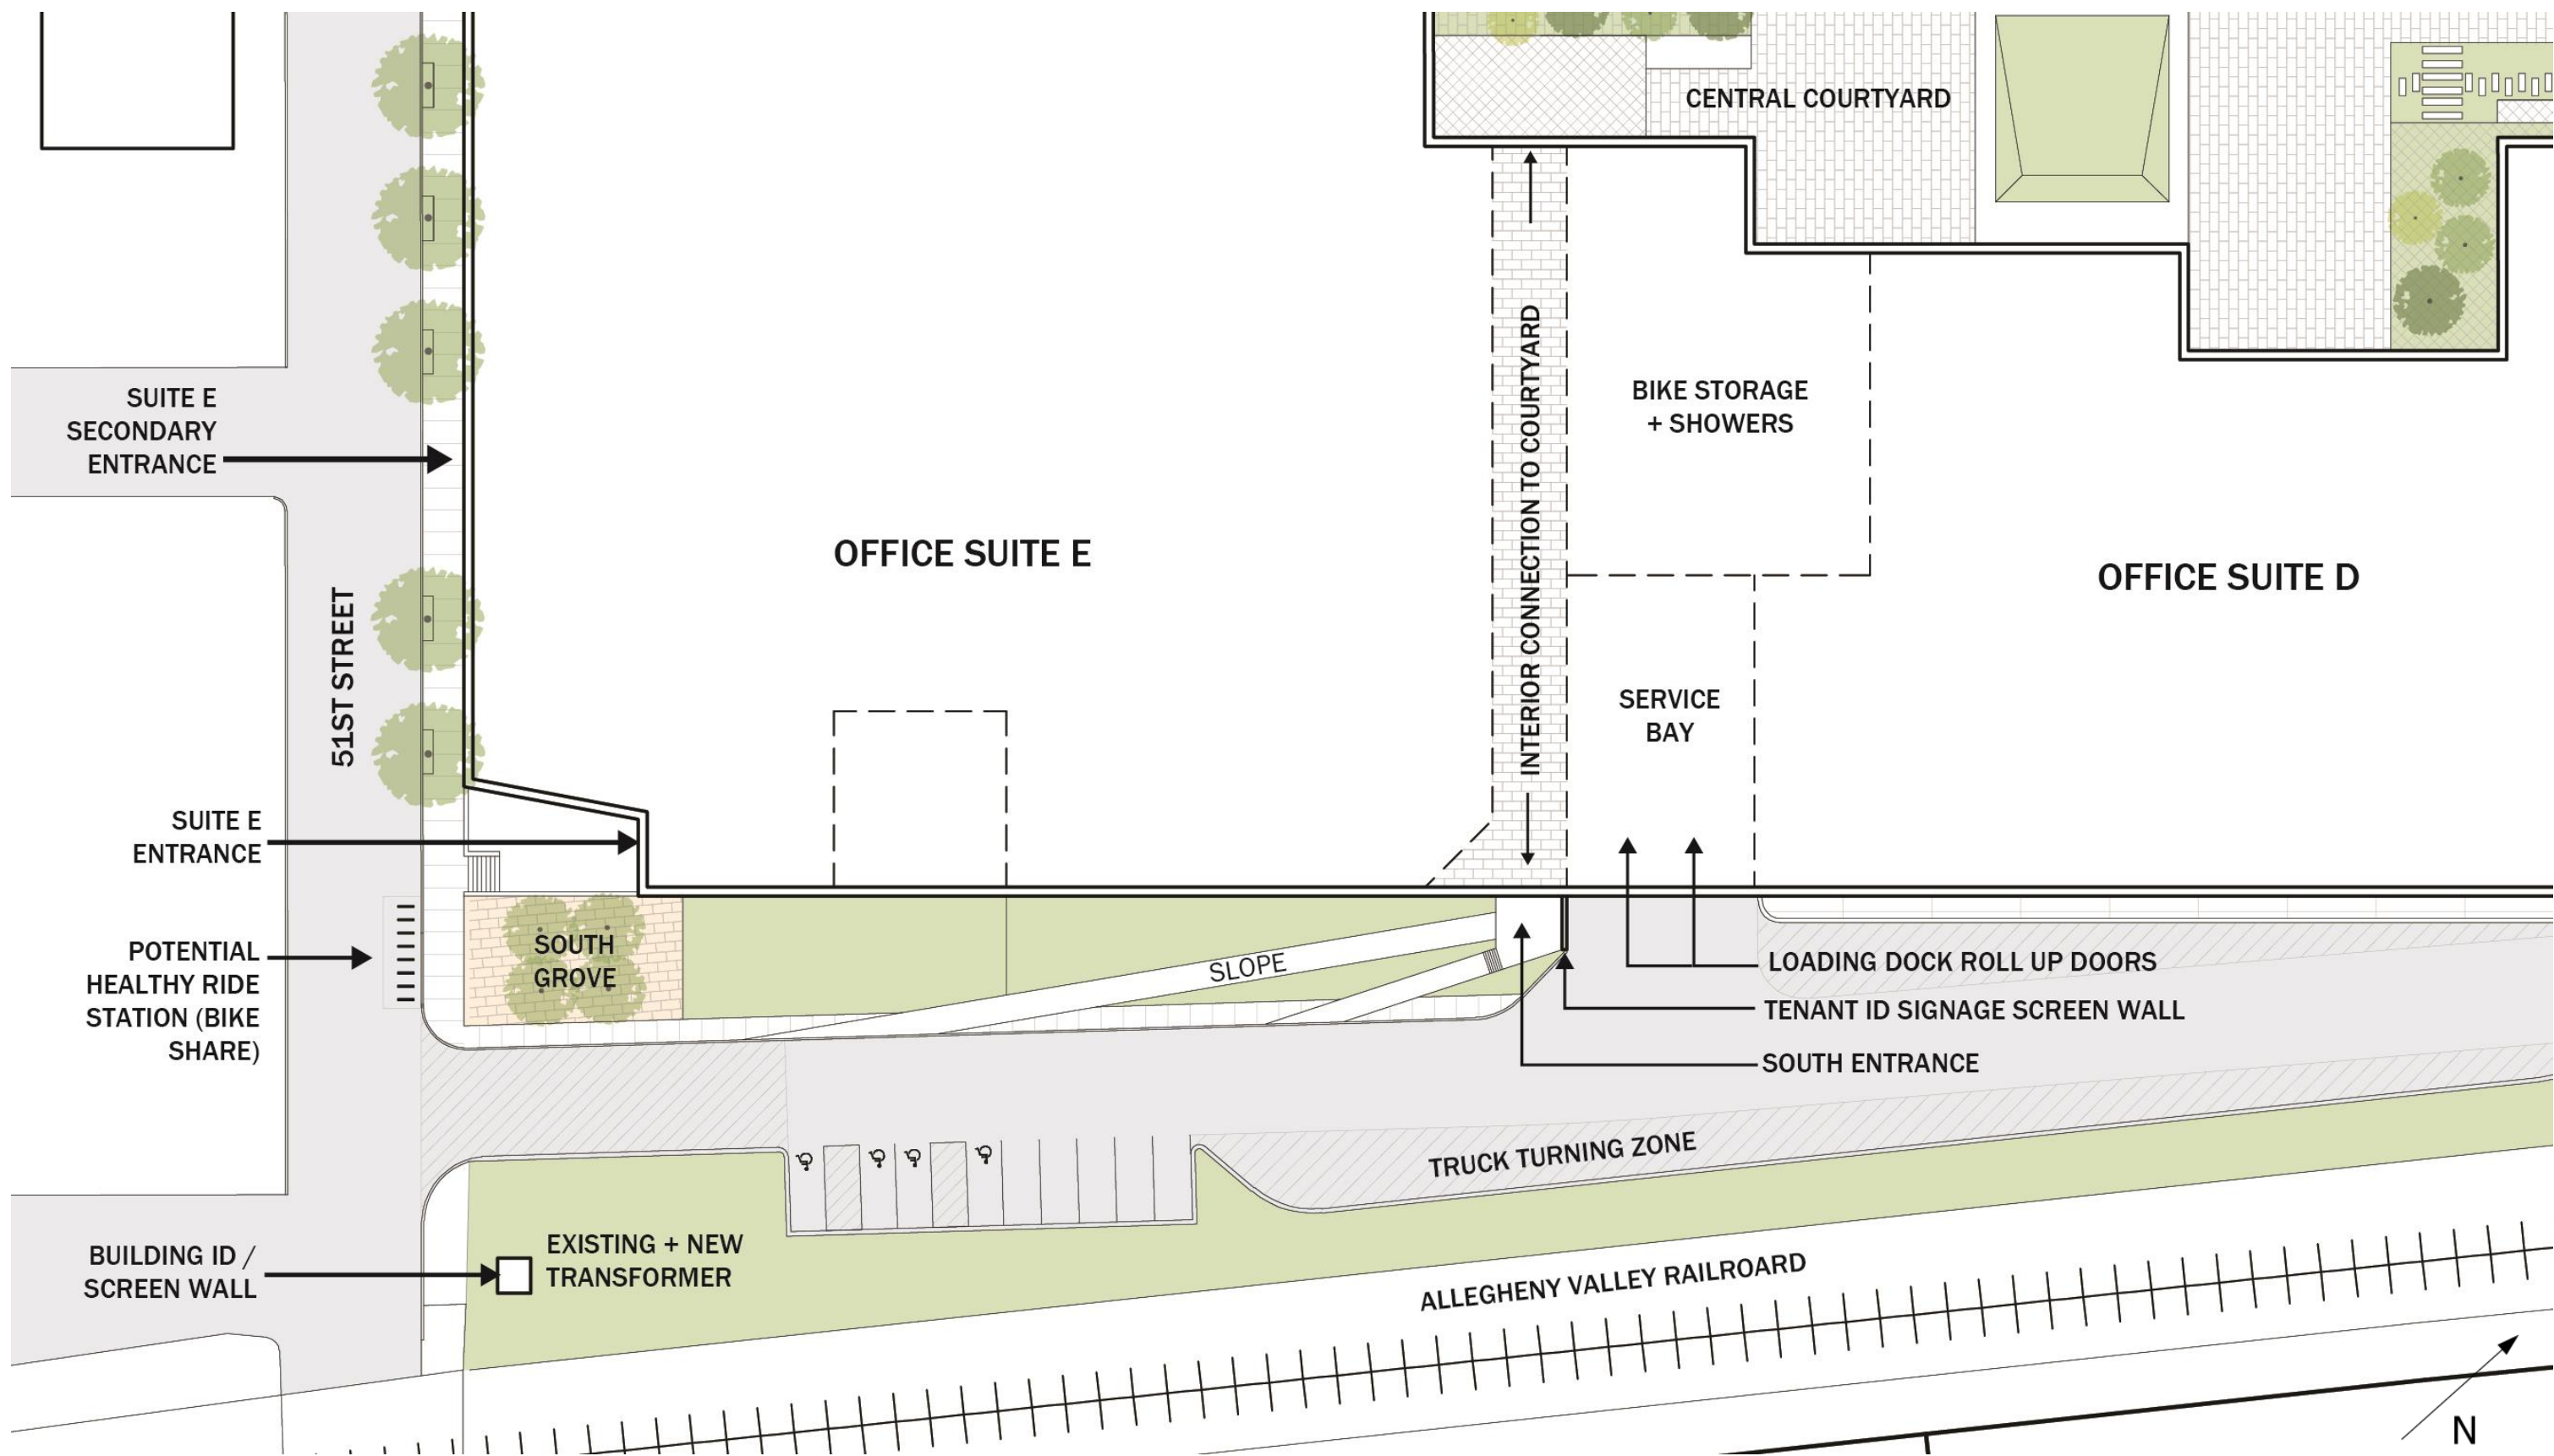 CENTRAL COURTYARD
SUITE E
SECONDARY
ENTRANCE
BIKE STORAGE
+ SHOWERS
INTERIOR CONNECTION TO COURTYARD
OFFICE SUITE E
OFFICE SUITE D
51ST STREET
SERVICE
BAY
SUITE E
ENTRANCE
POTENTIAL
HEALTHY RIDE
STATION (BIKE
SHARE)
SOUTH
GROVE
SLOPE
LOADING DOCK ROLL UP DOORS
TENANT ID SIGNAGE SCREEN WALL
SOUTH ENTRANCE
TRUCK TURNING ZONE
BUILDING ID /
SCREEN WALL
EXISTING + NEW
TRANSFORMER
ALLEGHENY VALLEY RAILROARD
N